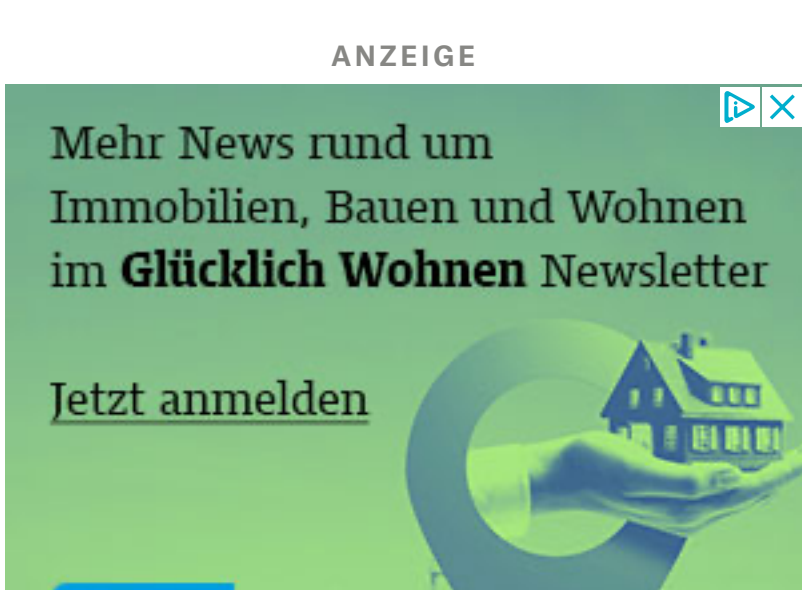 ANZEIGE
Mehr News rund um
Immobilien, Bauen und Wohnen
im Glücklich Wohnen Newsletter
Jetzt anmelden